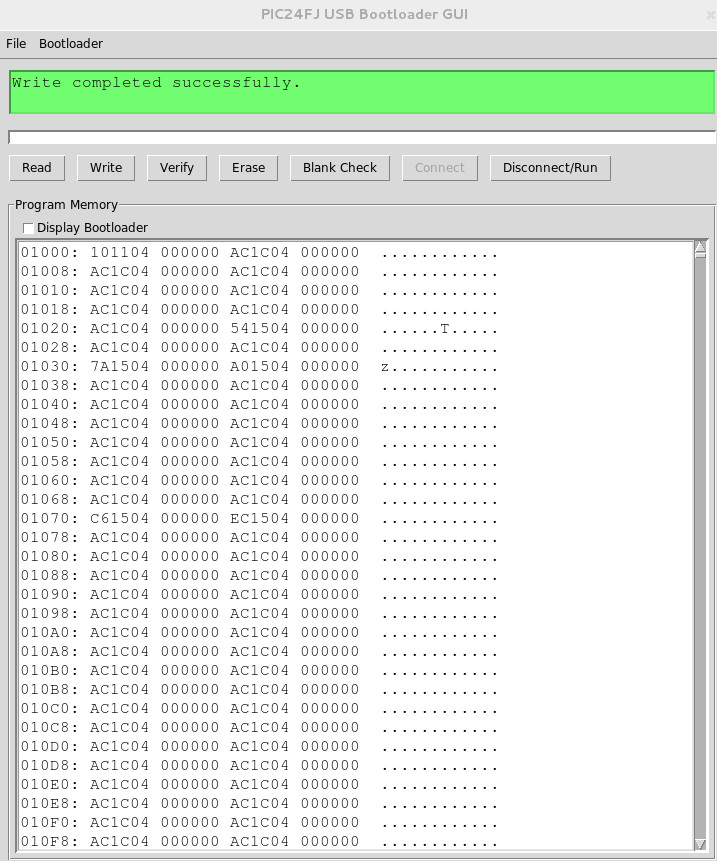 PIC24FJ USB Bootloader GUI
File Bootloader
Write completed successfully.
Read Write Verify Erase Blank Check Connect Disconnect/Run
Program Memory
Display Bootloader
01000: 101104 000000 AC1C04 000000 ............
01008: AC1C04 000000 AC1C04 000000 ............
01010: AC1C04 000000 AC1C04 000000 ............
01018: AC1C04 000000 AC1C04 000000 ............
01020: AC1C04 000000 541504 000000 ......T.....
01028: AC1C04 000000 AC1C04 000000 ............
01030: 7A1504 000000 A01504 000000 z...........
01038: AC1C04 000000 AC1C04 000000 ............
01040: AC1C04 000000 AC1C04 000000 ............
01048: AC1C04 000000 AC1C04 000000 ............
01050: AC1C04 000000 AC1C04 000000 ............
01058: AC1C04 000000 AC1C04 000000 ............
01060: AC1C04 000000 AC1C04 000000 ............
01068: AC1C04 000000 AC1C04 000000 ............
01070: C61504 000000 EC1504 000000 ............
01078: AC1C04 000000 AC1C04 000000 ............
01080: AC1C04 000000 AC1C04 000000 ............
01088: AC1C04 000000 AC1C04 000000 ............
01090: AC1C04 000000 AC1C04 000000 ............
01098: AC1C04 000000 AC1C04 000000 ............
010A0: AC1C04 000000 AC1C04 000000 ............
010A8: AC1C04 000000 AC1C04 000000 ............
010B0: AC1C04 000000 AC1C04 000000 ............
010B8: AC1C04 000000 AC1C04 000000 ............
010C0: AC1C04 000000 AC1C04 000000 ............
010C8: AC1C04 000000 AC1C04 000000 ............
010D0: AC1C04 000000 AC1C04 000000 ............
010D8: AC1C04 000000 AC1C04 000000 ............
010E0: AC1C04 000000 AC1C04 000000 ............
010E8: AC1C04 000000 AC1C04 000000 ............
010F0: AC1C04 000000 AC1C04 000000 ............
010F8: AC1C04 000000 AC1C04 000000 ............